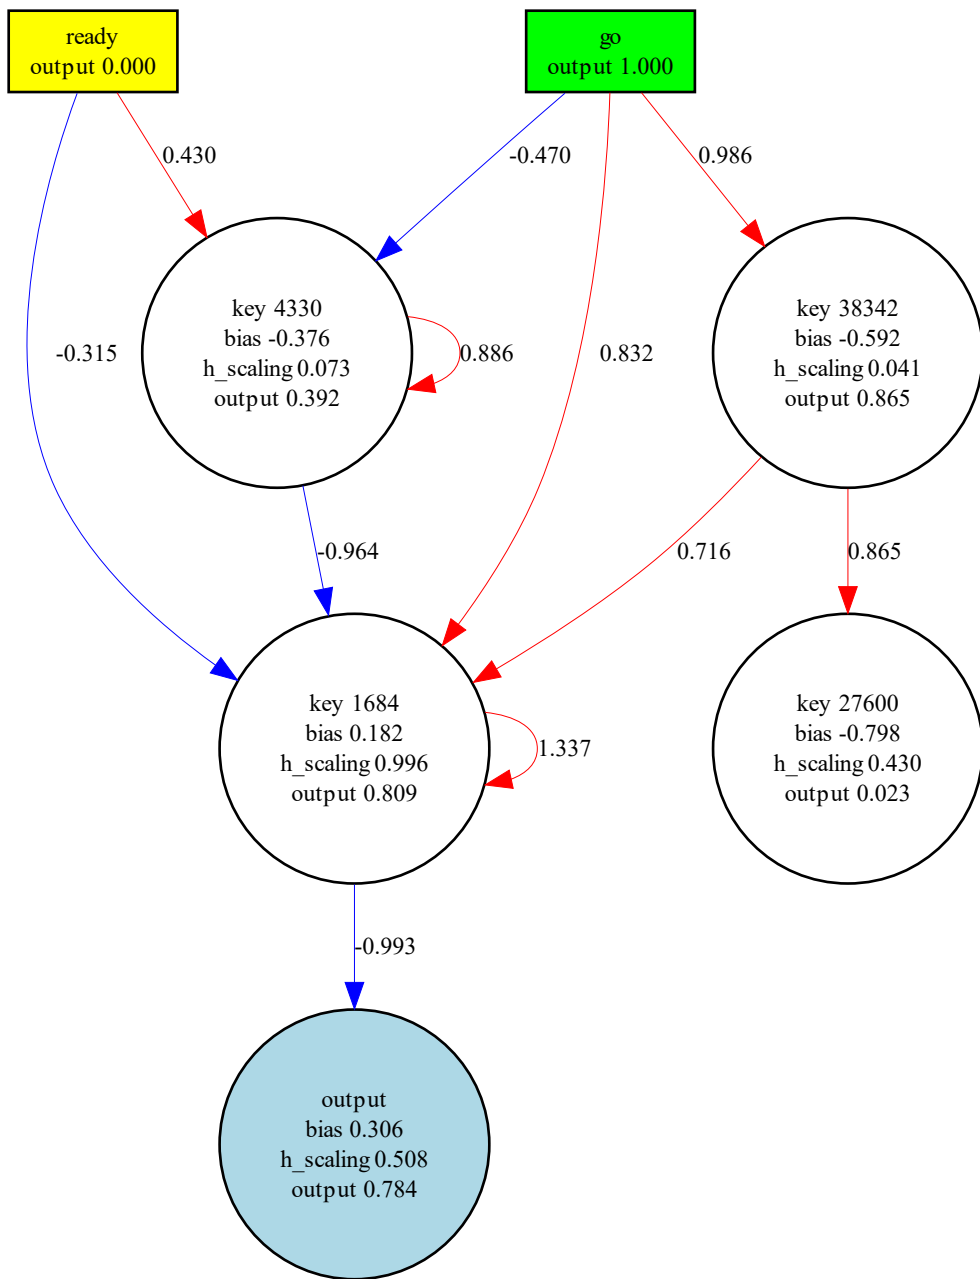 ready
output 0.000
go
output 1.000
0.430
-0.470
0.986
key 4330
bias -0.376
h_scaling 0.073
output 0.392
key 38342
bias -0.592
h_scaling 0.041
output 0.865
-0.315
0.886
0.832
-0.964
0.716
0.865
key 1684
bias 0.182
h_scaling 0.996
output 0.809
key 27600
bias -0.798
h_scaling 0.430
output 0.023
1.337
-0.993
output
bias 0.306
h_scaling 0.508
output 0.784